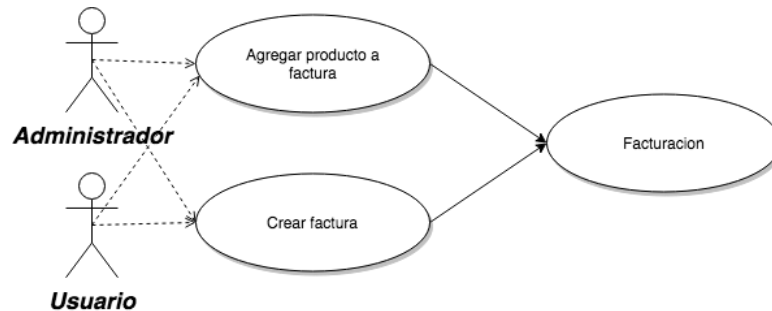 Agregar producto a
factura
Administrador
Facturacion
Crear factura
Usuario